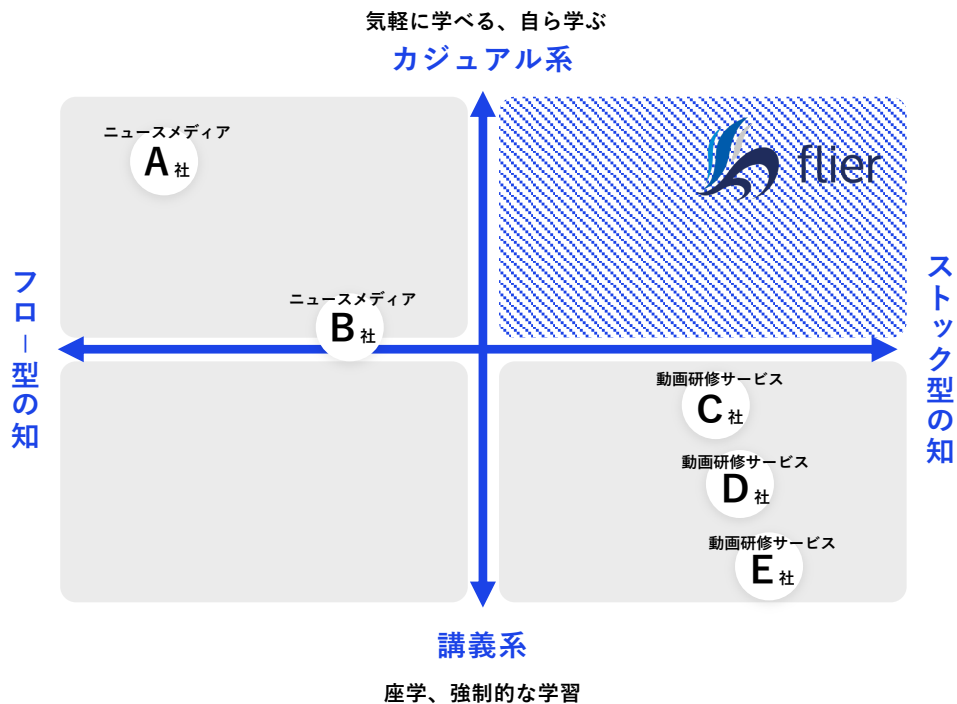 気軽に学べる、自ら学ぶ
カジュアル系
ニュースメディア
A社
flier
ニュースメディア
B社
フロー型の知
ストック型の知
動画研修サービス
C社
動画研修サービス
D社
動画研修サービス
E社
講義系
座学、強制的な学習